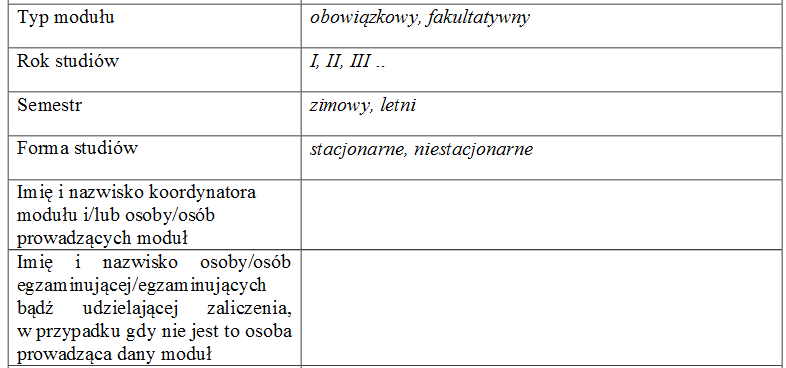 Typ modułu obowiązkowy, fakultatywny
Rok studiów I, II, III ..
Semestr zimowy, letni
Forma studiów stacjonarne, niestacjonarne
Imię i nazwisko koordynatora
modułu i/lub osoby/osób
prowadzących moduł
Imię i nazwisko osoby/osób
egzaminującej/egzaminujących
bądź udzielającej zaliczenia,
w przypadku gdy nie jest to osoba
prowadząca dany moduł